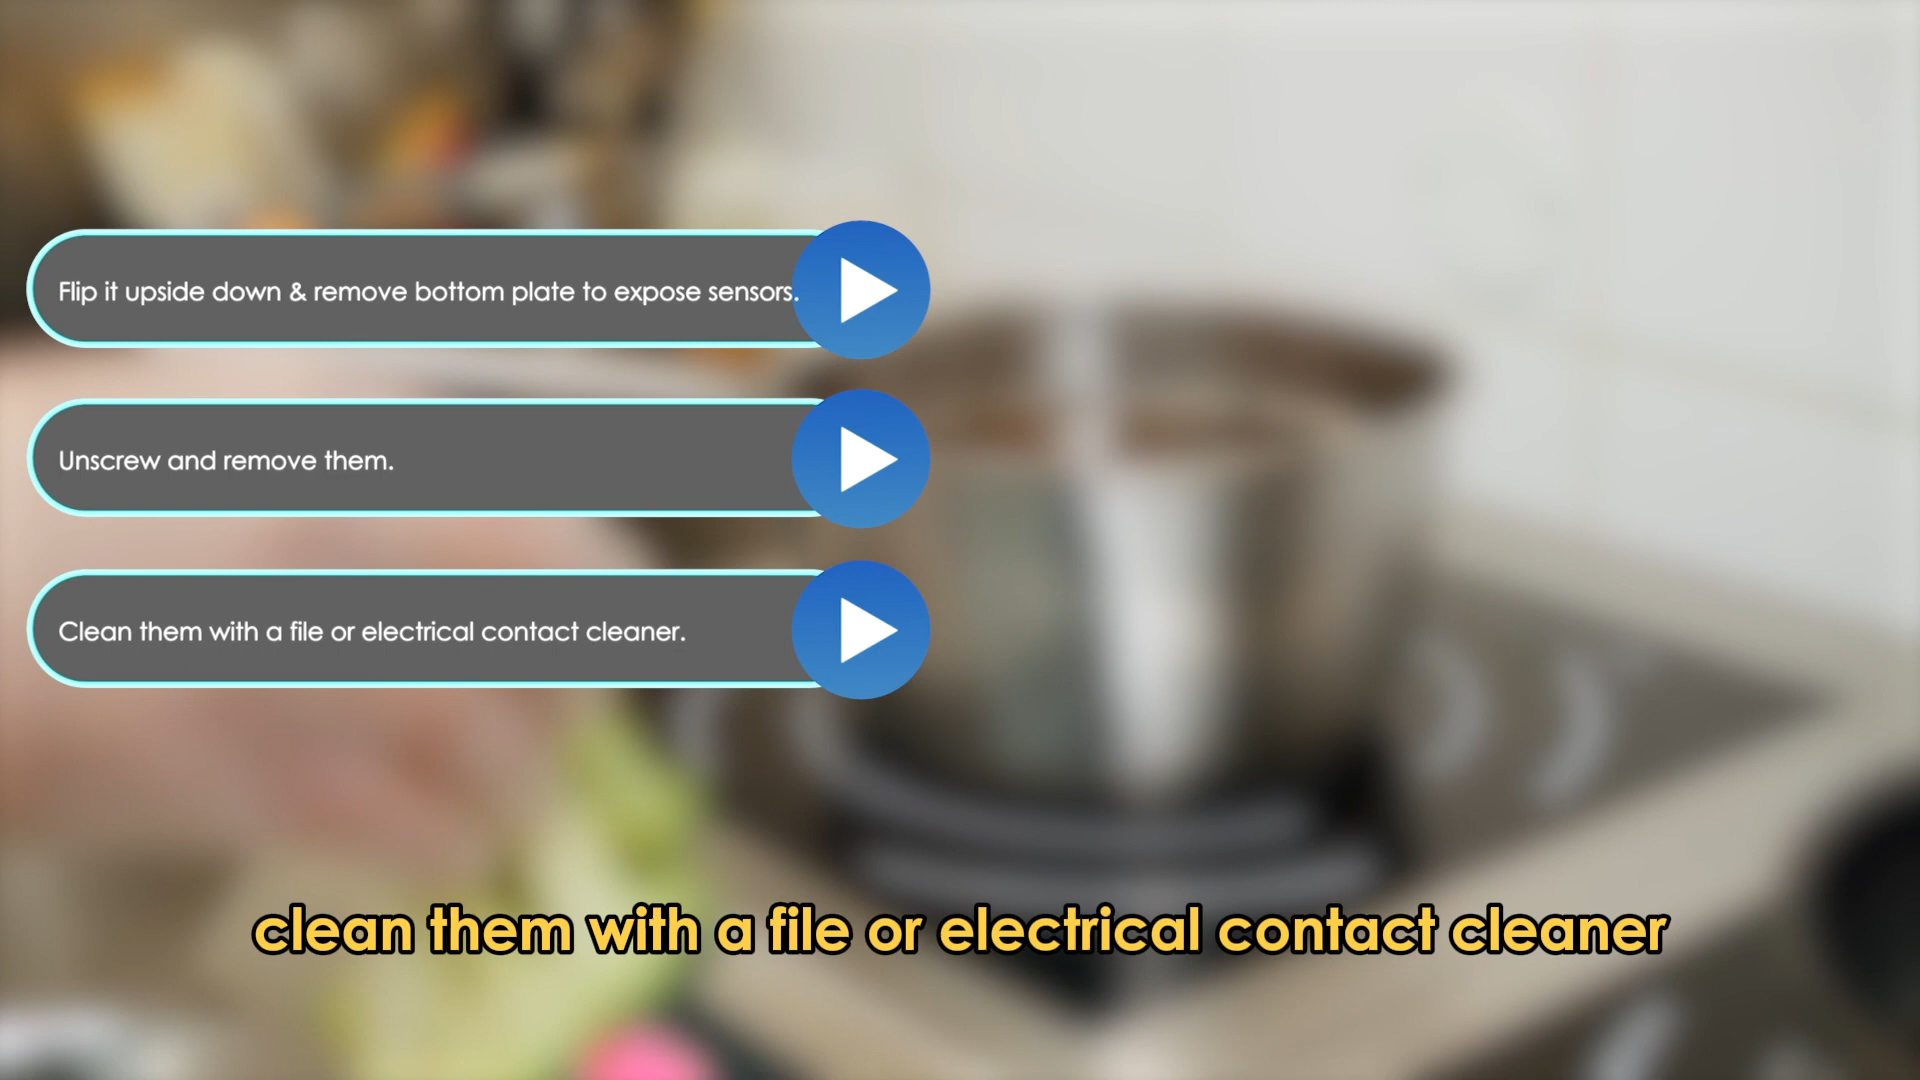 Flip it upside down & remove bottom plate to expose sensors.
Unscrew and remove them.
Clean them with a file or electrical contact cleaner.
clean them with a file or electrical contact cleaner